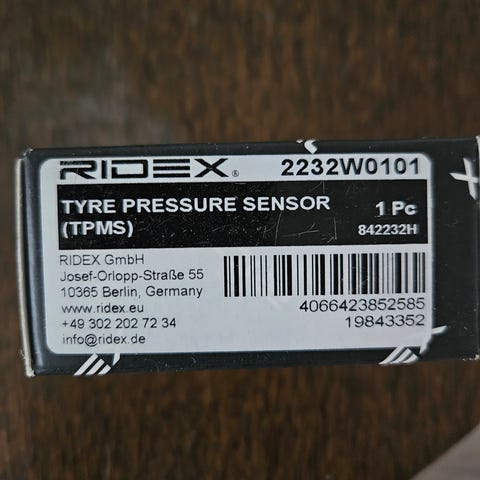 RIDEX® 2232W0101
TYRE PRESSURE SENSOR 1 Pc
(TPMS) 842232H
RIDEX GmbH
Josef-Orlopp-Straße 55
10365 Berlin, Germany
www.ridex.eu
+49 302 202 72 34
info@ridex.de
4066423852585
19843352